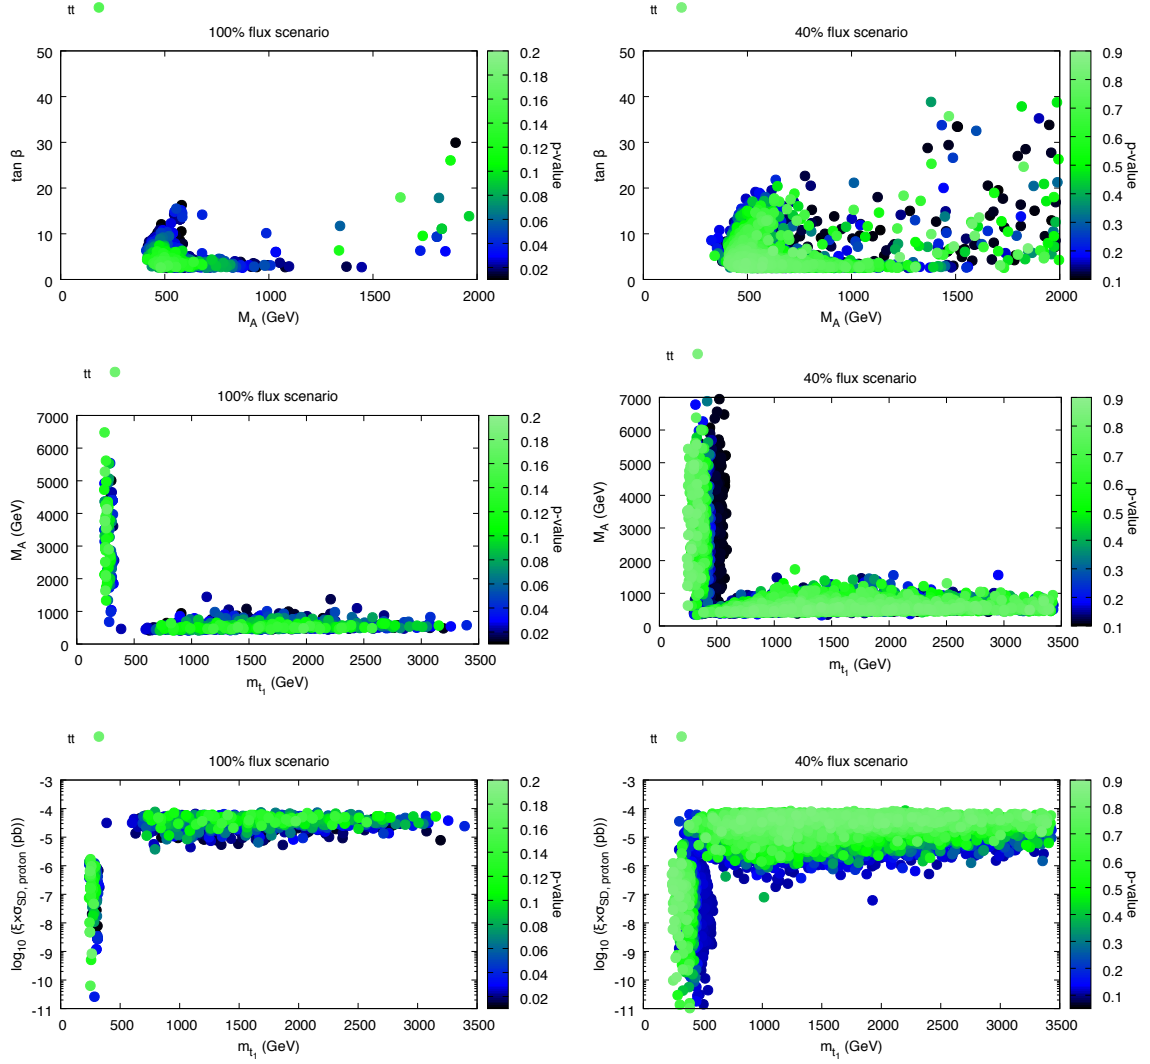 tt
100% flux scenario
50
40
30
20
10
0
tan β
0 500 1000 1500 2000
M_A (GeV)
0.2
0.18
0.16
0.14
0.12
0.1
0.08
0.06
0.04
0.02
p-value
tt
40% flux scenario
50
40
30
20
10
0
tan β
0 500 1000 1500 2000
M_A (GeV)
0.9
0.8
0.7
0.6
0.5
0.4
0.3
0.2
0.1
p-value
tt
100% flux scenario
7000
6000
5000
4000
3000
2000
1000
0
M_A (GeV)
0 500 1000 1500 2000 2500 3000 3500
m_{t_1} (GeV)
0.2
0.18
0.16
0.14
0.12
0.1
0.08
0.06
0.04
0.02
p-value
tt
40% flux scenario
7000
6000
5000
4000
3000
2000
1000
0
M_A (GeV)
0 500 1000 1500 2000 2500 3000 3500
m_{t_1} (GeV)
0.9
0.8
0.7
0.6
0.5
0.4
0.3
0.2
0.1
p-value
tt
100% flux scenario
-3
-4
-5
-6
-7
-8
-9
-10
-11
log_10 (ξ×σ_SD, proton (pb))
0 500 1000 1500 2000 2500 3000 3500
m_{t_1} (GeV)
0.2
0.18
0.16
0.14
0.12
0.1
0.08
0.06
0.04
0.02
p-value
tt
40% flux scenario
-3
-4
-5
-6
-7
-8
-9
-10
-11
log_10 (ξ×σ_SD, proton (pb))
0 500 1000 1500 2000 2500 3000 3500
m_{t_1} (GeV)
0.9
0.8
0.7
0.6
0.5
0.4
0.3
0.2
0.1
p-value